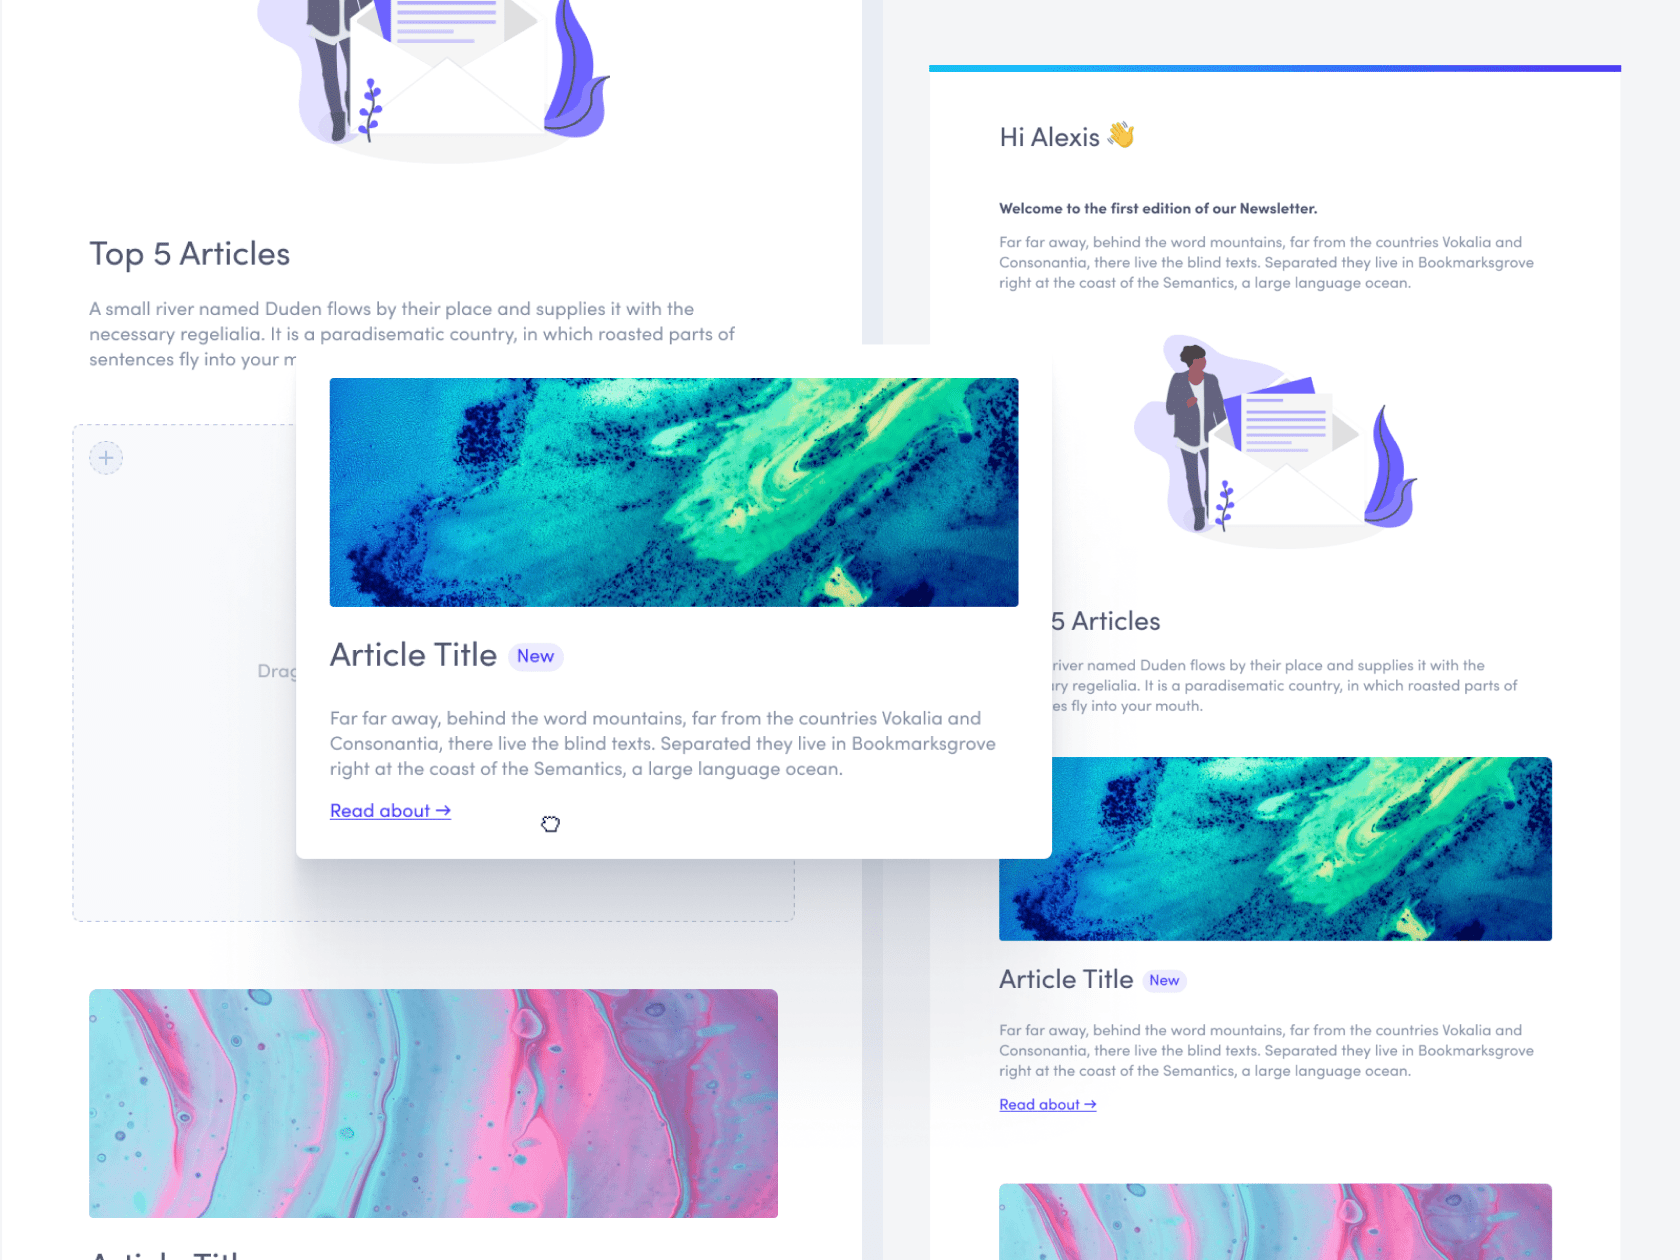 Top 5 Articles
A small river named Duden flows by their place and supplies it with the
necessary regelialia. It is a paradisematic country, in which roasted parts of
sentences fly into your
Article Title New
Far far away, behind the word mountains, far from the countries Vokalia and
Consonantia, there live the blind texts. Separated they live in Bookmarksgrove
right at the coast of the Semantics, a large language ocean.
Read about →
Hi Alexis 👋
Welcome to the first edition of our Newsletter.
Far far away, behind the word mountains, far from the countries Vokalia and
Consonantia, there live the blind texts. Separated they live in Bookmarksgrove
right at the coast of the Semantics, a large language ocean.
5 Articles
river named Duden flows by their place and supplies it with the
regelialia. It is a paradisematic country, in which roasted parts of
fly into your mouth.
Article Title New
Far far away, behind the word mountains, far from the countries Vokalia and
Consonantia, there live the blind texts. Separated they live in Bookmarksgrove
right at the coast of the Semantics, a large language ocean.
Read about →